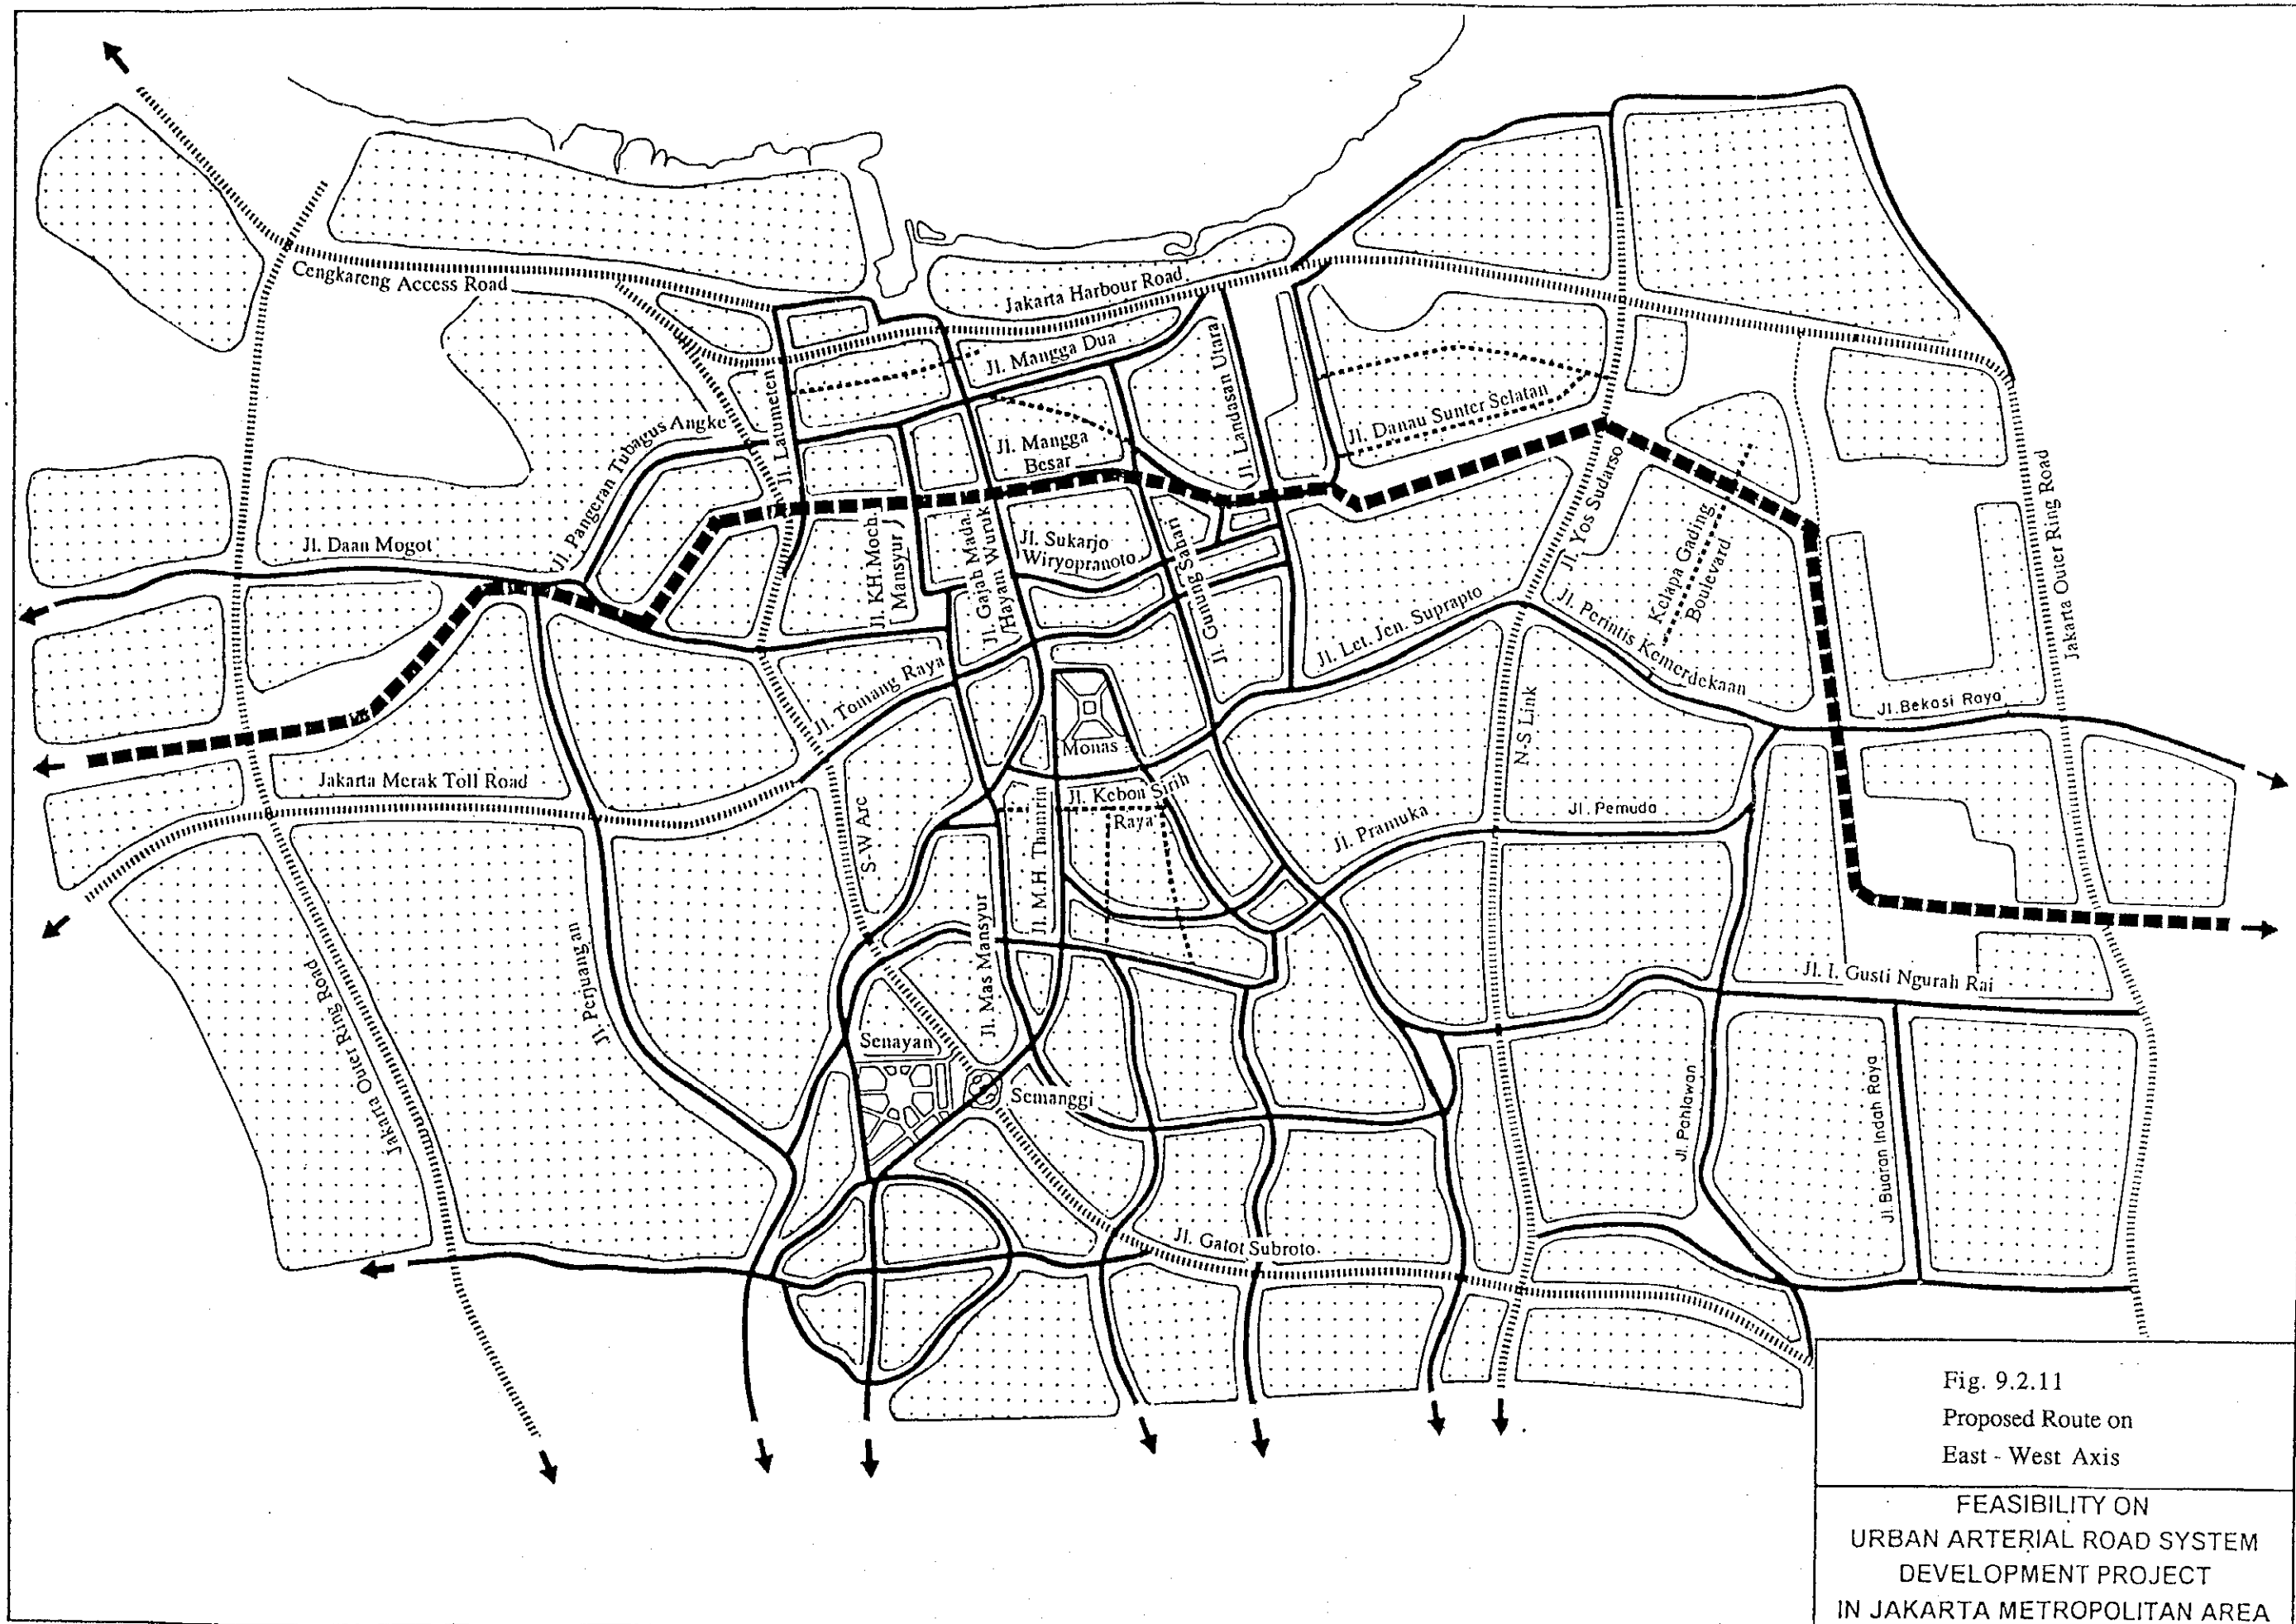 Cengkareng Access Road
Jakarta Harbour Road
Jl. Mangga Dua
Jl. Landasan Utara
Jl. Latumeten
Jl. Pangeran Tubagus Angke
Jl. Danau Sunter Selatan
Jl. Mangga
Besar
Jl. Daan Mogot
Jl. KH Moch.
Mansyur
Jl. Gajah Mada
/Hayam Wuruk
Jl. Sukarjo
Wiryopranoto
Jl. Gunung Sahari
Jl. Yos Sudarso
Kelapa Gading
Boulevard
Jakarta Outer Ring Road
Jl. Let. Jen. Suprapto
Jl. Perintis Kemerdekaan
Jl. Tomang Raya
Jl. Bekasi Raya
N-S Link
Monas
Jakarta Merak Toll Road
Jl. Kebon Sirih
Raya
S-W Arc
Jl. M.H. Thamrin
Jl. Pramuka
Jl. Pemuda
Jl. Mas Mansyur
Jl. Perjuangan
Jakarta Outer Ring Road
Jl. I. Gusti Ngurah Rai
Senayan
Semanggi
Jl. Pahlawan
Jl. Buaran Indah Raya
Jl. Gatot Subroto
Fig. 9.2.11
Proposed Route on
East - West Axis
FEASIBILITY ON
URBAN ARTERIAL ROAD SYSTEM
DEVELOPMENT PROJECT
IN JAKARTA METROPOLITAN AREA